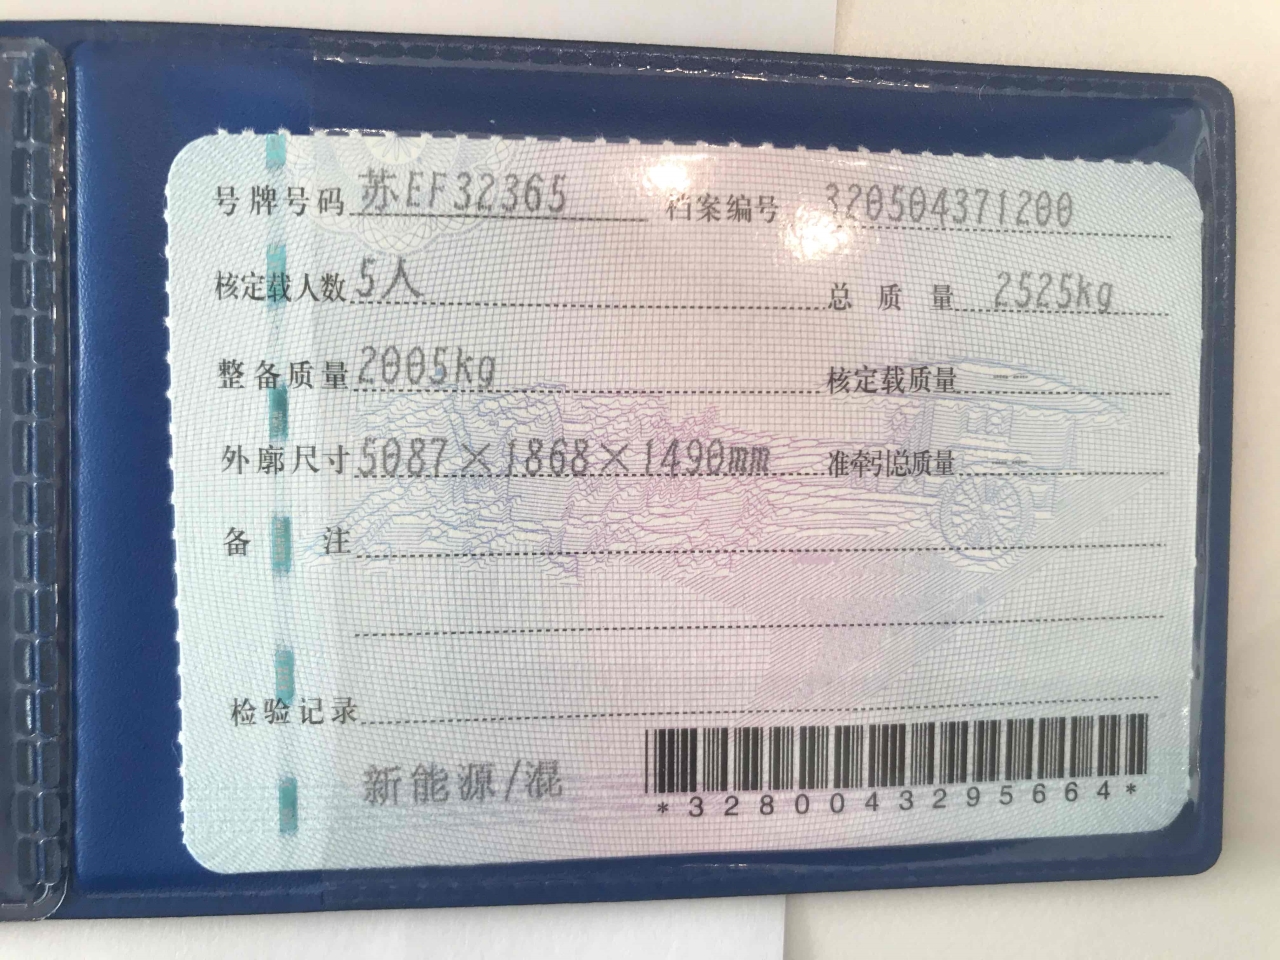 号牌号码 苏EF32365 档案编号 320504371200
核定载人数 5人 总质量 2525kg
整备质量 2005kg 核定载质量 -- --
外廓尺寸 5087×1868×1490mm 准牵引总质量 -- --
备注
检验记录
新能源/混
*3280043295664*